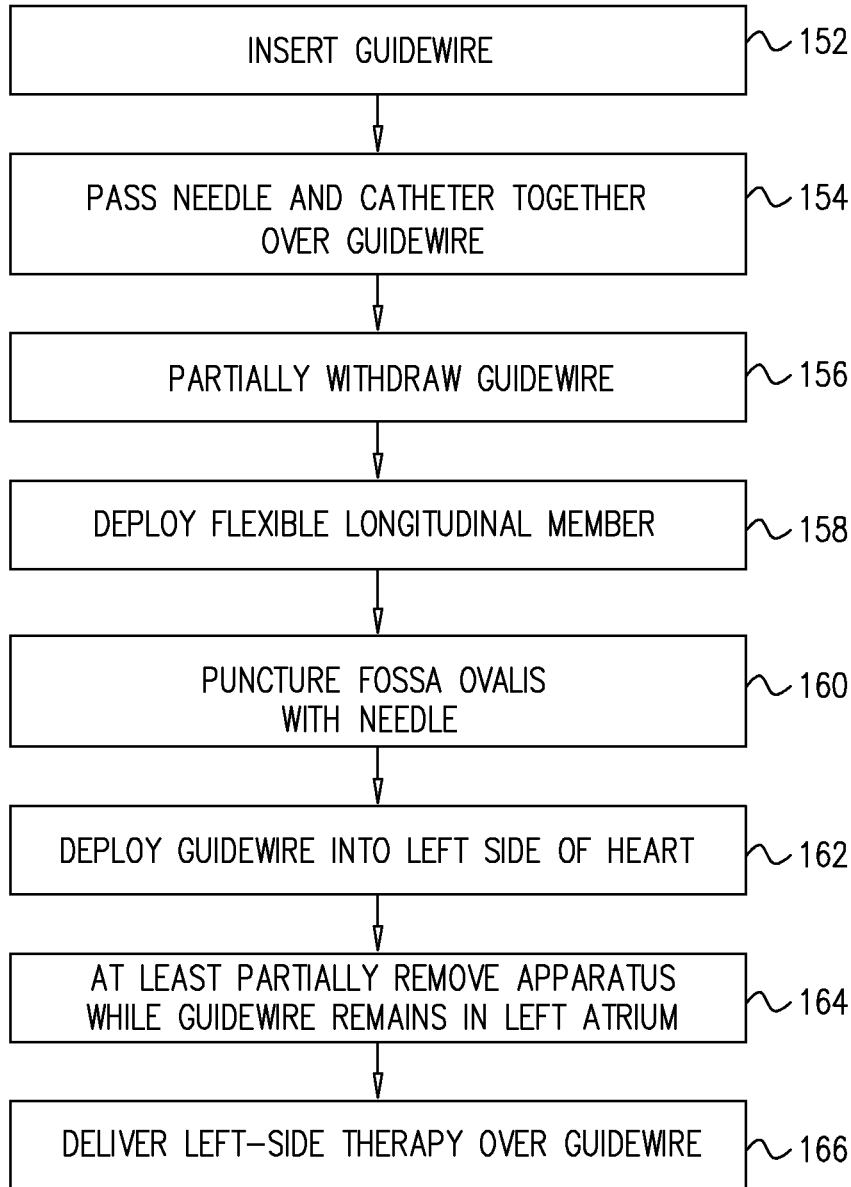 INSERT GUIDEWIRE
152
PASS NEEDLE AND CATHETER TOGETHER
OVER GUIDEWIRE
154
PARTIALLY WITHDRAW GUIDEWIRE
156
DEPLOY FLEXIBLE LONGITUDINAL MEMBER
158
PUNCTURE FOSSA OVALIS
WITH NEEDLE
160
DEPLOY GUIDEWIRE INTO LEFT SIDE OF HEART
162
AT LEAST PARTIALLY REMOVE APPARATUS
WHILE GUIDEWIRE REMAINS IN LEFT ATRIUM
164
DELIVER LEFT-SIDE THERAPY OVER GUIDEWIRE
166